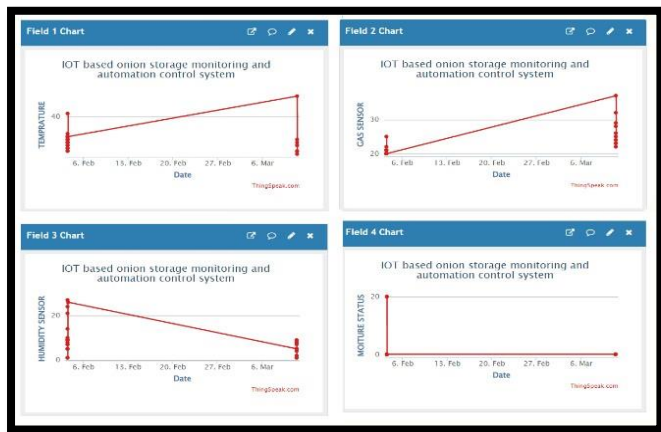 Field 1 Chart
IOT based onion storage monitoring and
automation control system
TEMPRATURE
40
6. Feb 13. Feb 20. Feb 27. Feb 6. Mar
Date
ThingSpeak.com
Field 2 Chart
IOT based onion storage monitoring and
automation control system
GAS SENSOR
30
20
6. Feb 13. Feb 20. Feb 27. Feb 6. Mar
Date
ThingSpeak.com
Field 3 Chart
IOT based onion storage monitoring and
automation control system
HUMIDITY SENSOR
20
0
6. Feb 13. Feb 20. Feb 27. Feb 6. Mar
Date
ThingSpeak.com
Field 4 Chart
IOT based onion storage monitoring and
automation control system
MOITURE STATUS
20
0
6. Feb 13. Feb 20. Feb 27. Feb 6. Mar
Date
ThingSpeak.com